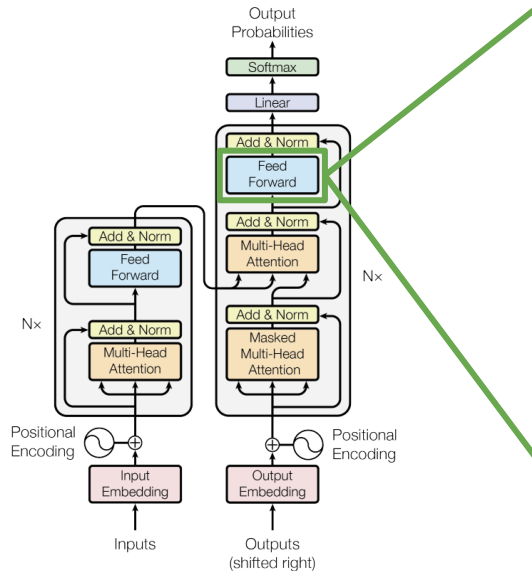 Output
Probabilities
Softmax
Linear
Add & Norm
Feed
Forward
Add & Norm
Multi-Head
Attention
Add & Norm
Masked
Multi-Head
Attention
Nx
Add & Norm
Feed
Forward
Add & Norm
Multi-Head
Attention
Nx
Positional
Encoding
Positional
Encoding
Input
Embedding
Output
Embedding
Inputs
Outputs
(shifted right)